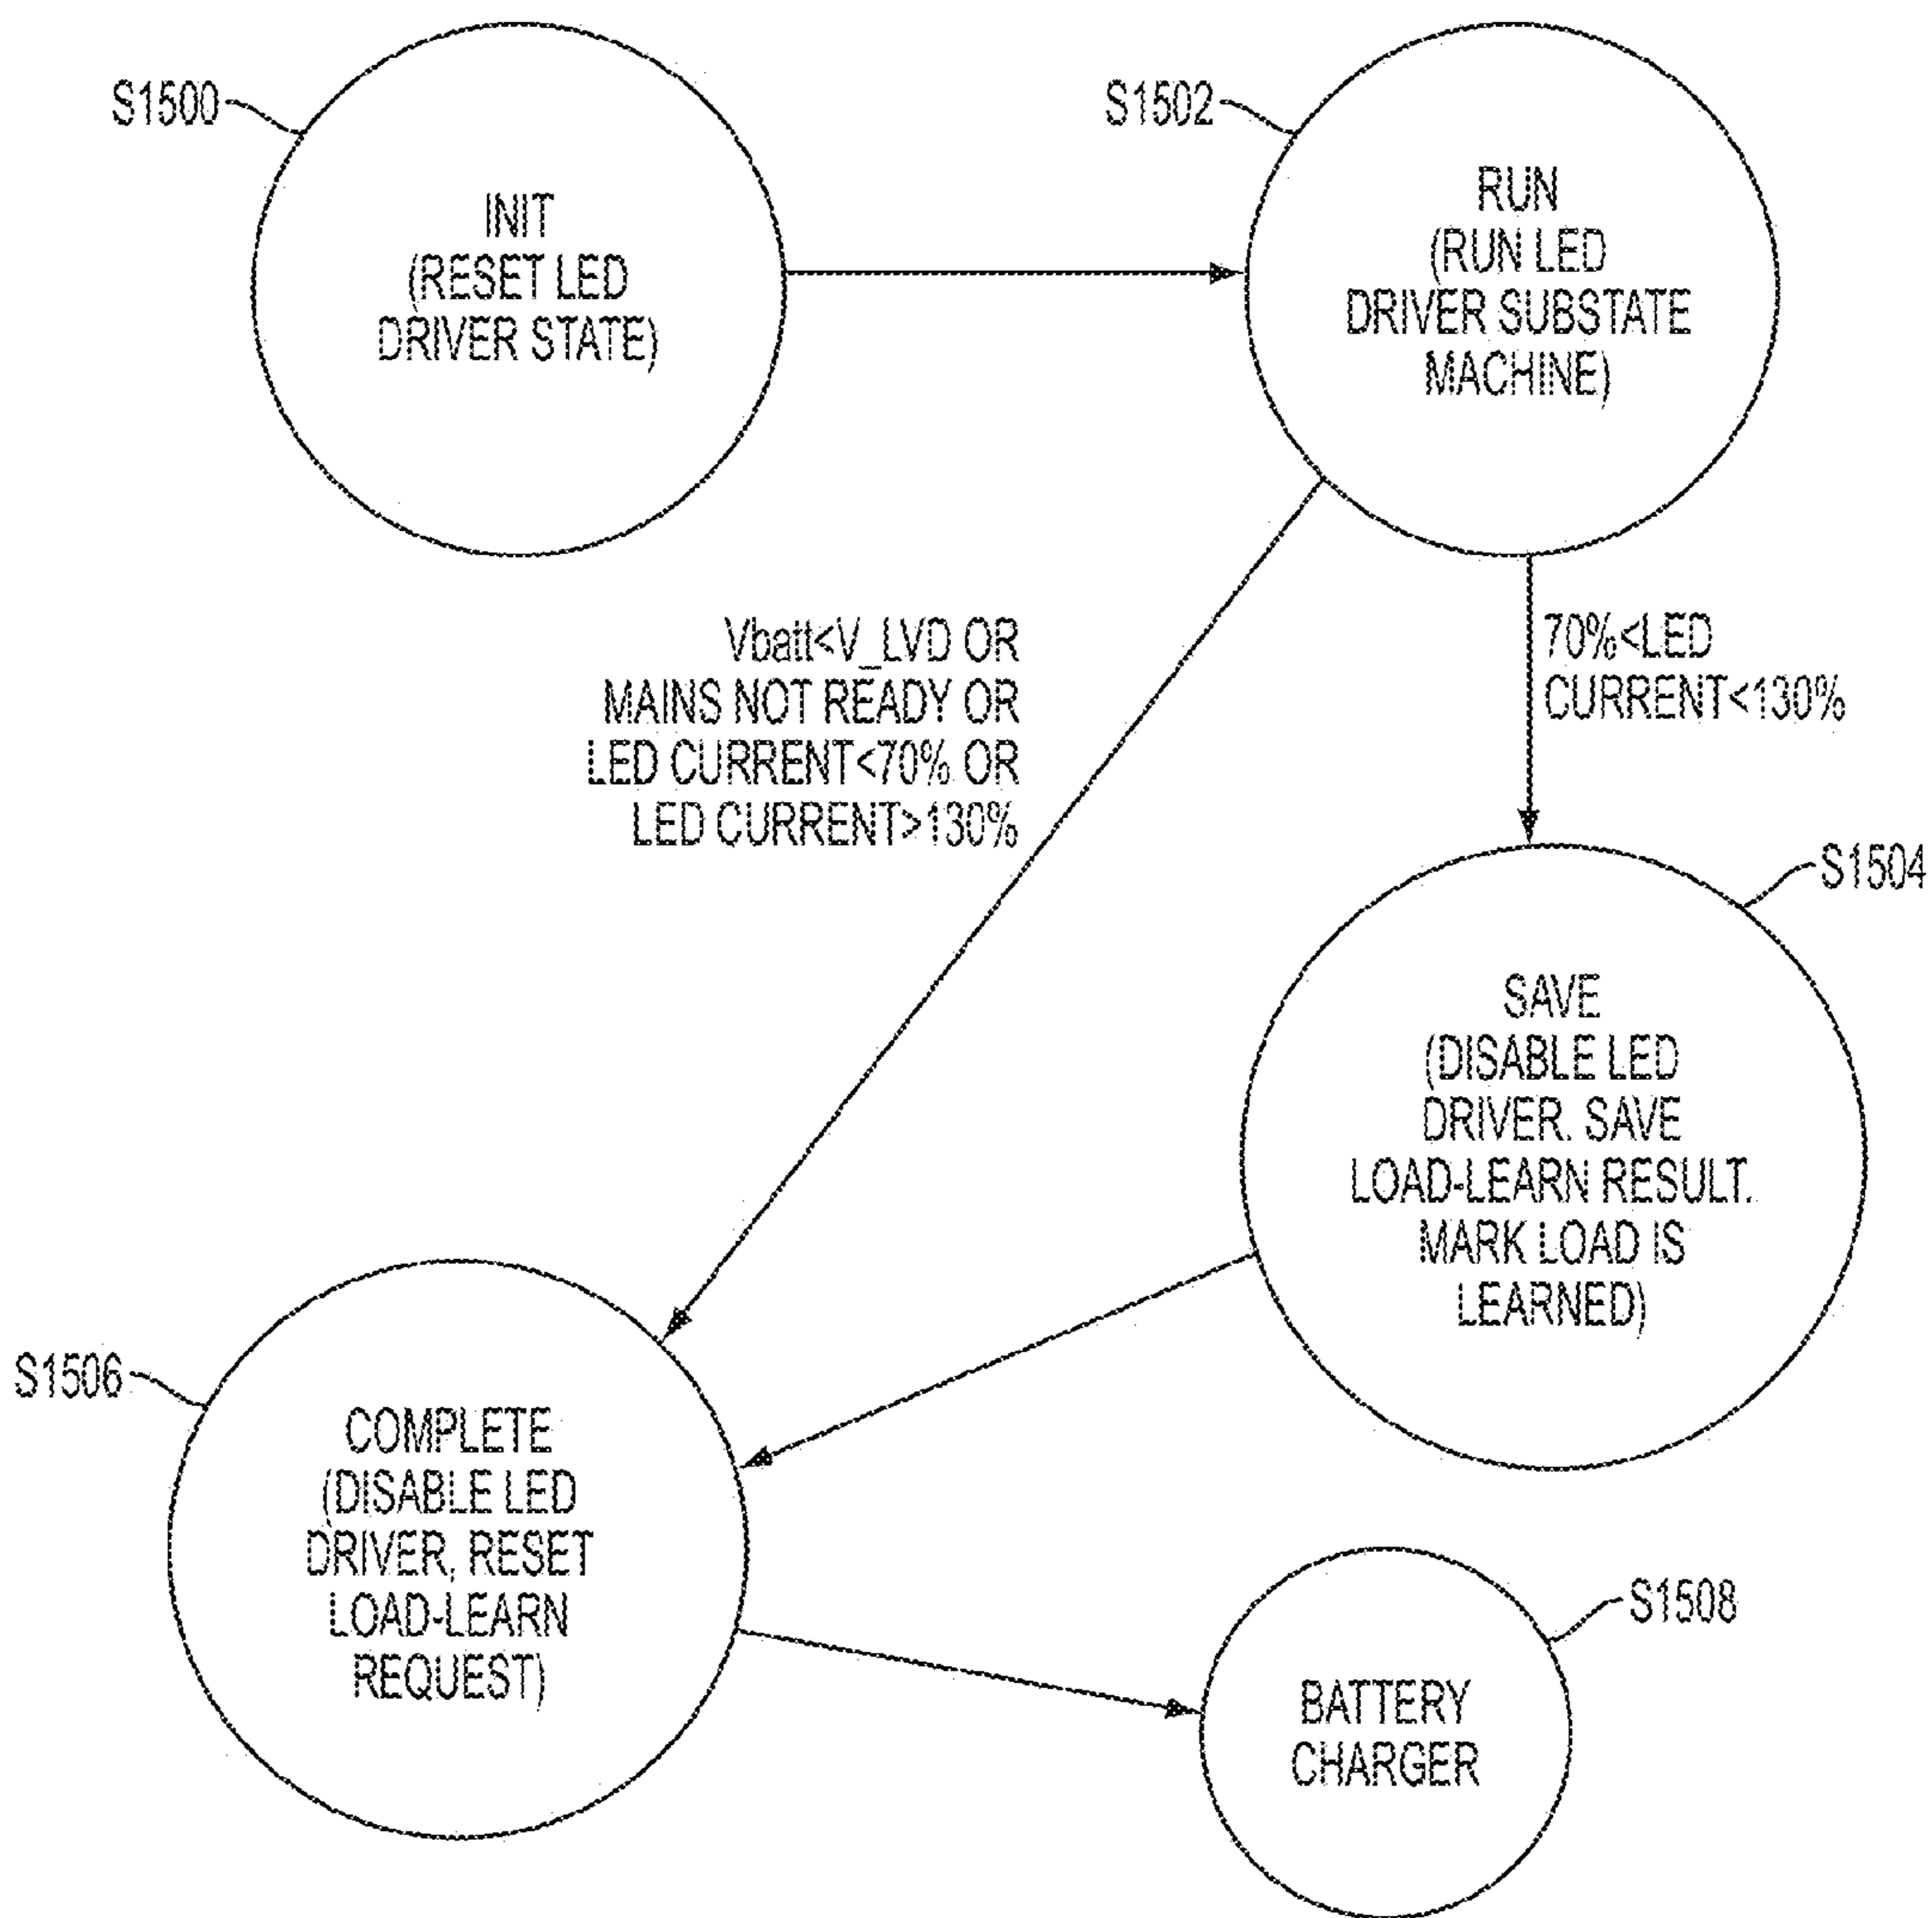 S1500
INIT
(RESET LED
DRIVER STATE)
S1502
RUN
(RUN LED
DRIVER SUBSTATE
MACHINE)
Vbatt<V_LVD OR
MAINS NOT READY OR
LED CURRENT<70% OR
LED CURRENT>130%
70%<LED
CURRENT<130%
S1504
SAVE
(DISABLE LED
DRIVER. SAVE
LOAD-LEARN RESULT.
MARK LOAD IS
LEARNED)
S1506
COMPLETE
(DISABLE LED
DRIVER, RESET
LOAD-LEARN
REQUEST)
S1508
BATTERY
CHARGER